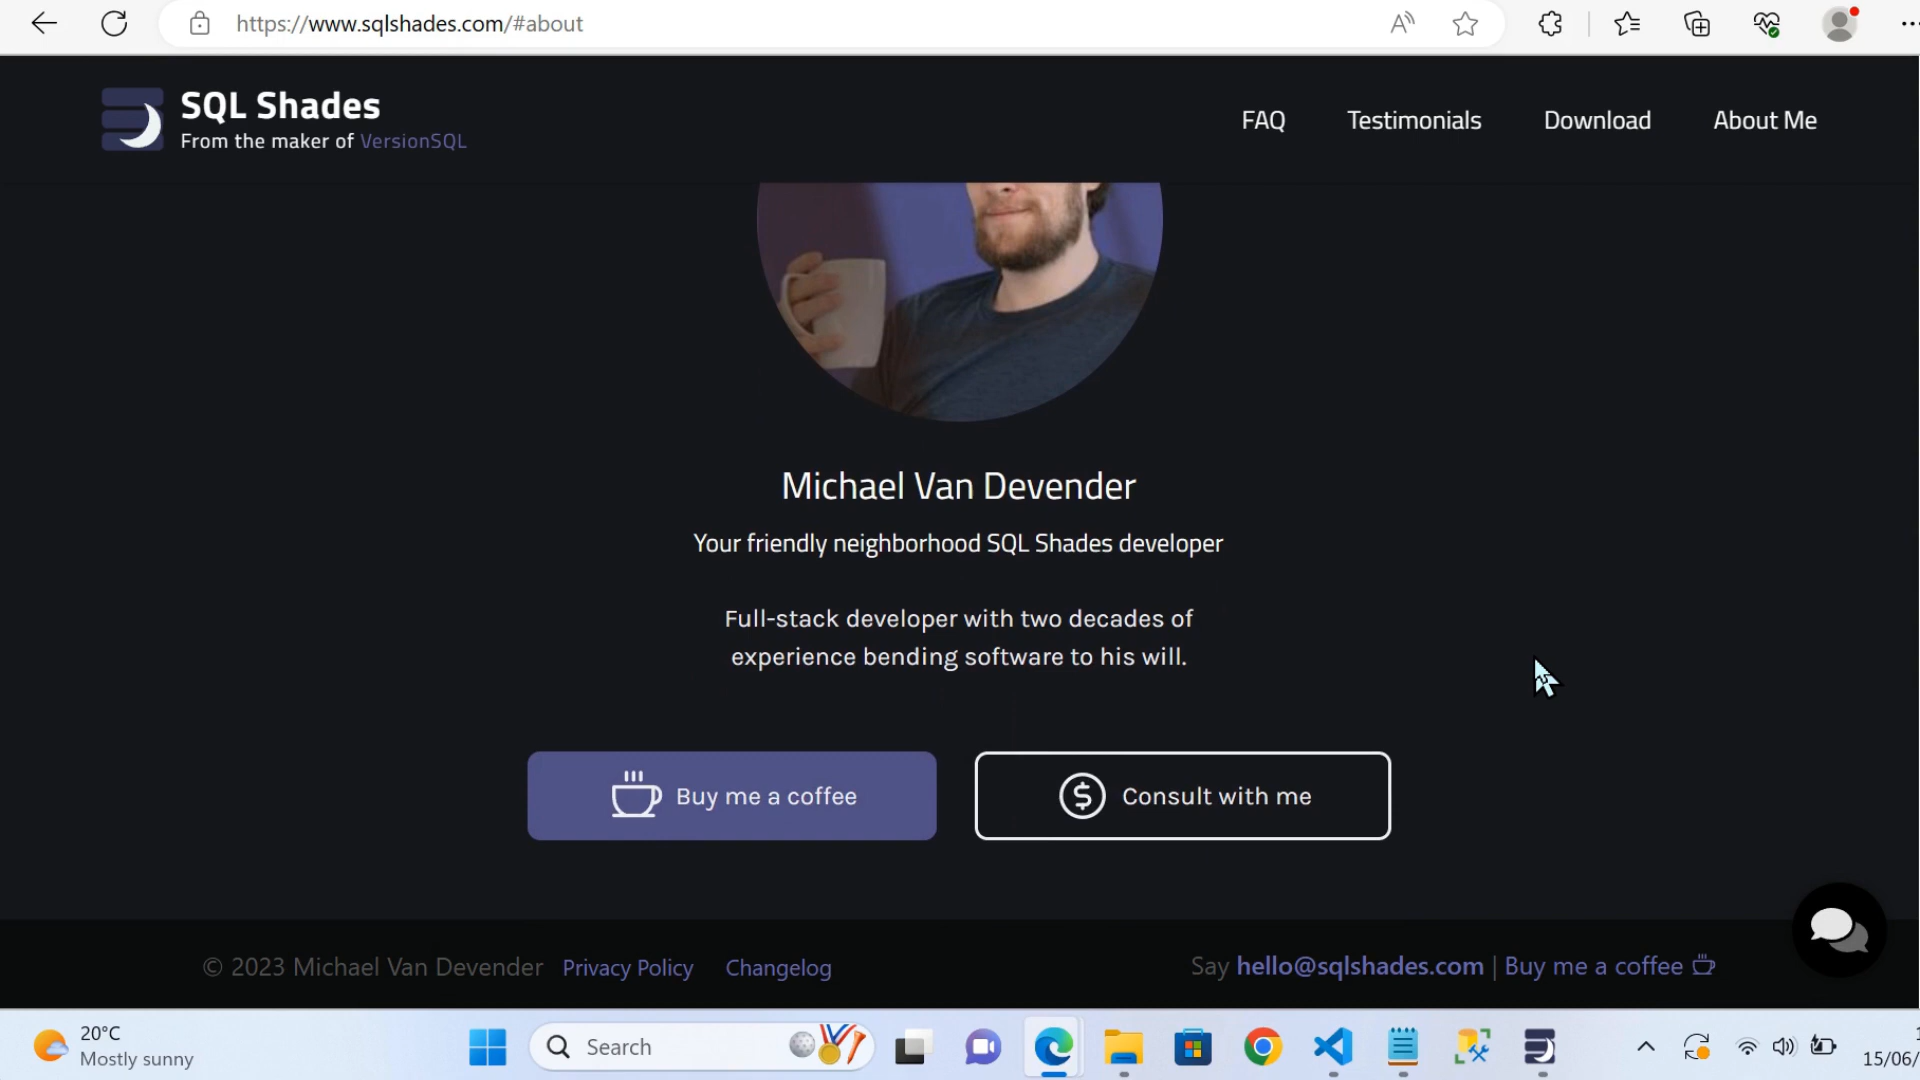 https://www.sqlshades.com/#about
SQL Shades
From the maker of VersionSQL
FAQ
Testimonials
Download
About Me
Michael Van Devender
Your friendly neighborhood SQL Shades developer
Full-stack developer with two decades of
experience bending software to his will.
Buy me a coffee
Consult with me
© 2023 Michael Van Devender Privacy Policy Changelog
Say hello@sqlshades.com | Buy me a coffee
20°C
Mostly sunny
Search
15/06/